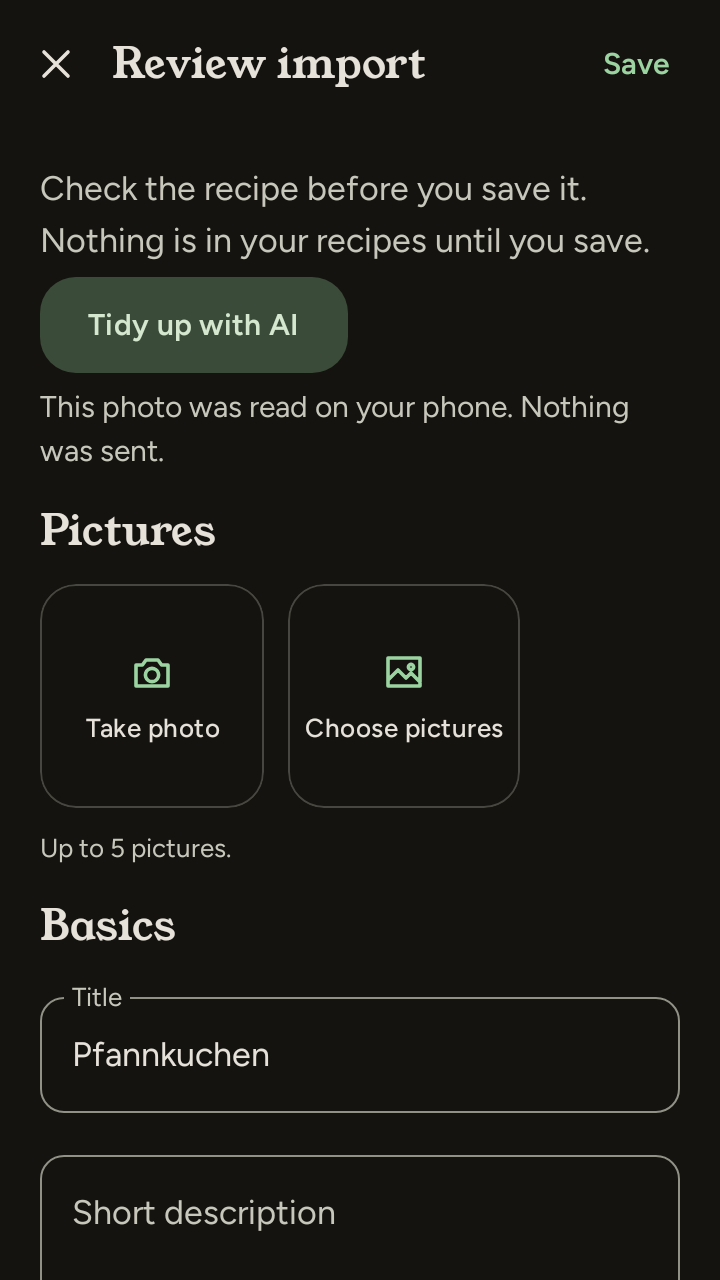 Review import
Save
Check the recipe before you save it.
Nothing is in your recipes until you save.
Tidy up with AI
This photo was read on your phone. Nothing
was sent.
Pictures
Take photo
Choose pictures
Up to 5 pictures.
Basics
Title
Pfannkuchen
Short description